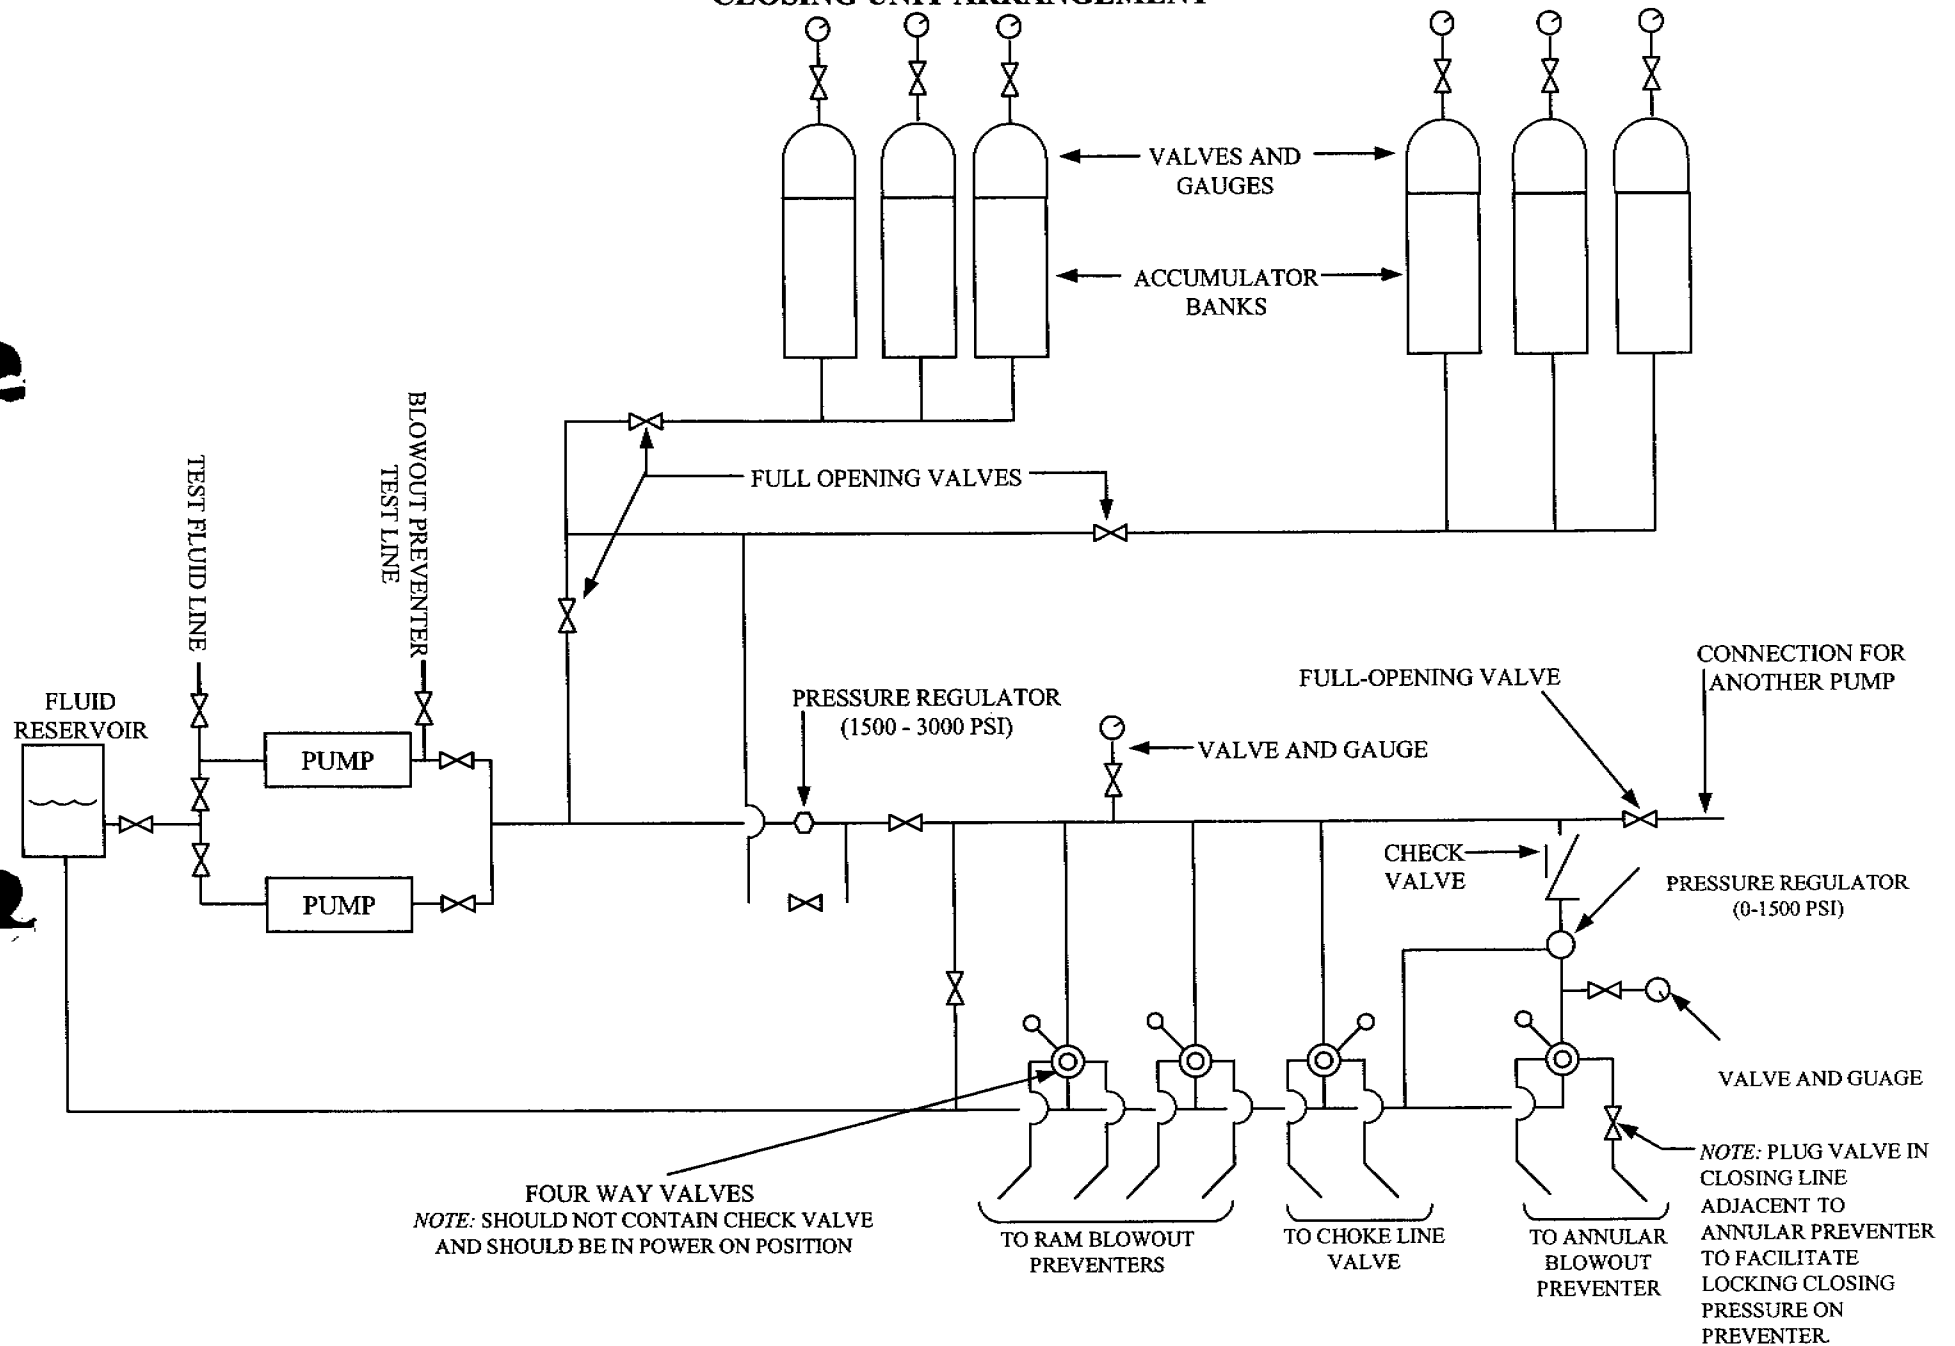 CLOSING UNIT ARRANGEMENT
VALVES AND
GAUGES
ACCUMULATOR
BANKS
FULL OPENING VALVES
BLOWOUT PREVENTER
TEST LINE
TEST FLUID LINE
FLUID
RESERVOIR
PUMP
PUMP
PRESSURE REGULATOR
(1500 - 3000 PSI)
VALVE AND GAUGE
FULL-OPENING VALVE
CONNECTION FOR
ANOTHER PUMP
CHECK
VALVE
PRESSURE REGULATOR
(0-1500 PSI)
VALVE AND GUAGE
FOUR WAY VALVES
NOTE: SHOULD NOT CONTAIN CHECK VALVE
AND SHOULD BE IN POWER ON POSITION
TO RAM BLOWOUT
PREVENTERS
TO CHOKE LINE
VALVE
TO ANNULAR
BLOWOUT
PREVENTER
NOTE: PLUG VALVE IN
CLOSING LINE
ADJACENT TO
ANNULAR PREVENTER
TO FACILITATE
LOCKING CLOSING
PRESSURE ON
PREVENTER.